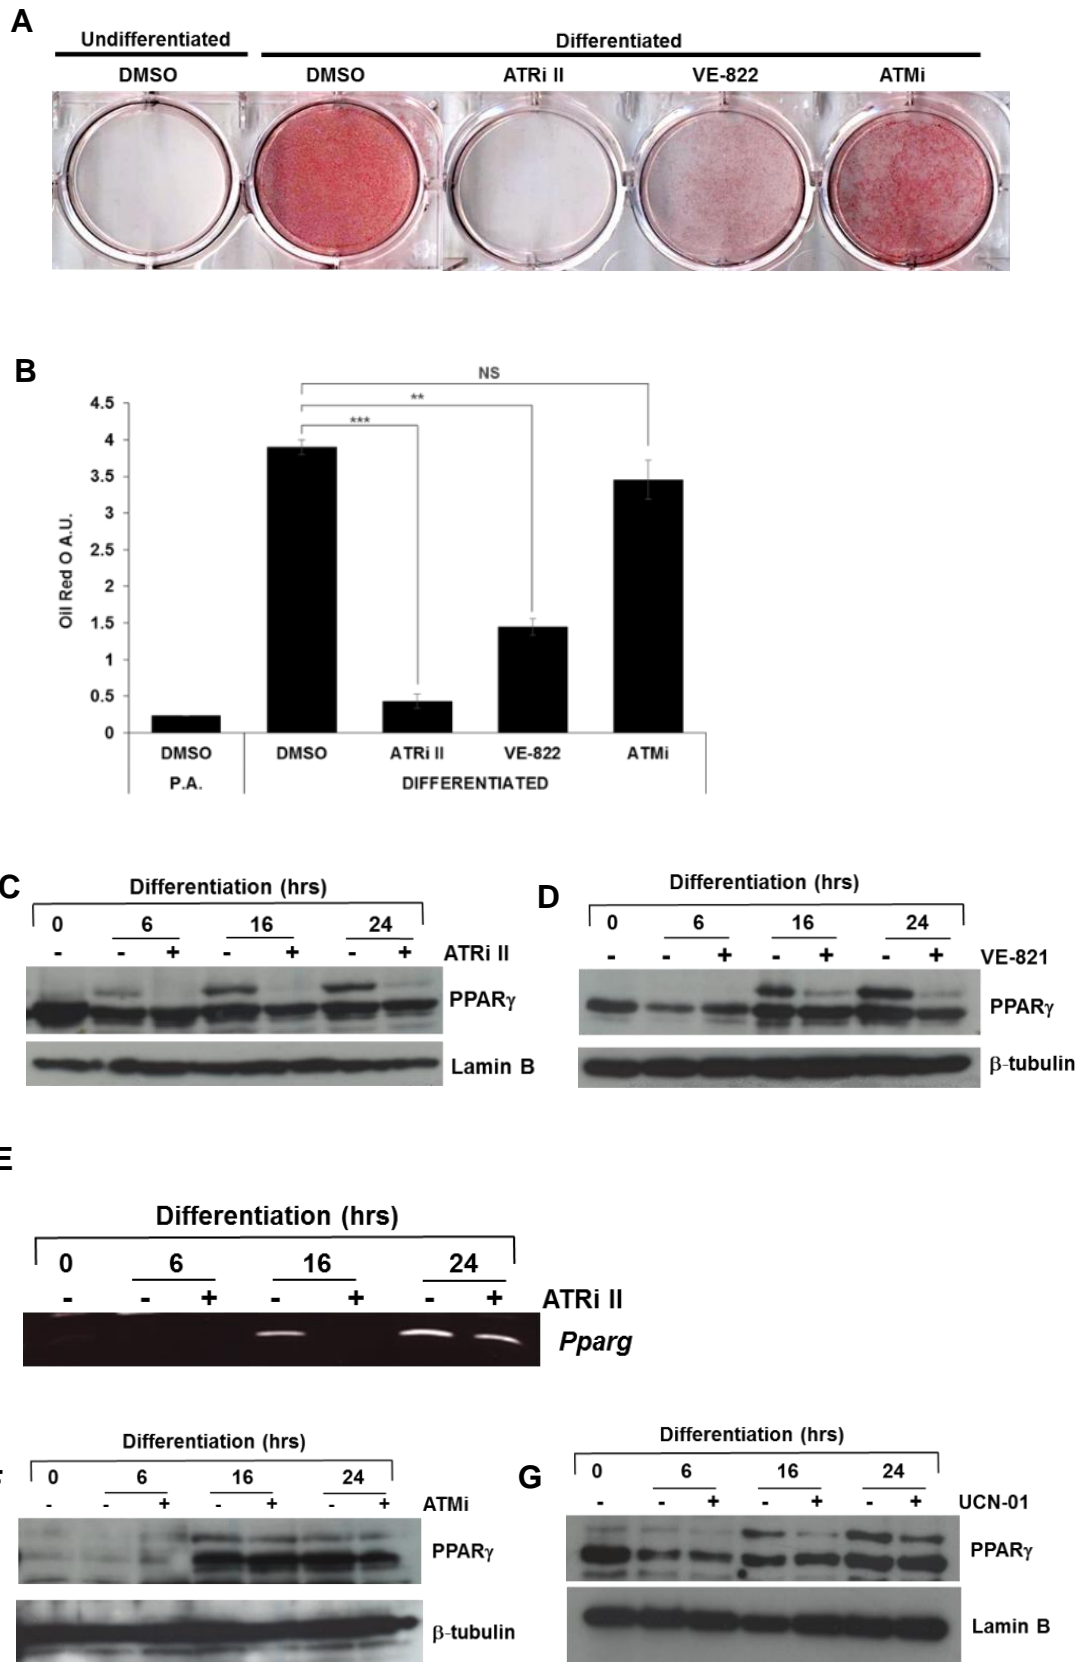 A
Undifferentiated Differentiated
DMSO DMSO ATRi II VE-822 ATMi
B
NS
**
***
4.5
4
3.5
3
2.5
2
1.5
1
0.5
0
Oil Red O A.U.
DMSO DMSO ATRi II VE-822 ATMi
P.A. DIFFERENTIATED
C
Differentiation (hrs)
0 6 16 24
- - + - + - + ATRi II
PPARγ
Lamin B
D
Differentiation (hrs)
0 6 16 24
- - + - + - + VE-821
PPARγ
β-tubulin
E
Differentiation (hrs)
0 6 16 24
- - + - + - + ATRi II
Pparg
Differentiation (hrs)
0 6 16 24
- - + - + - + ATMi
PPARγ
β-tubulin
G
Differentiation (hrs)
0 6 16 24
- - + - + - + UCN-01
PPARγ
Lamin B